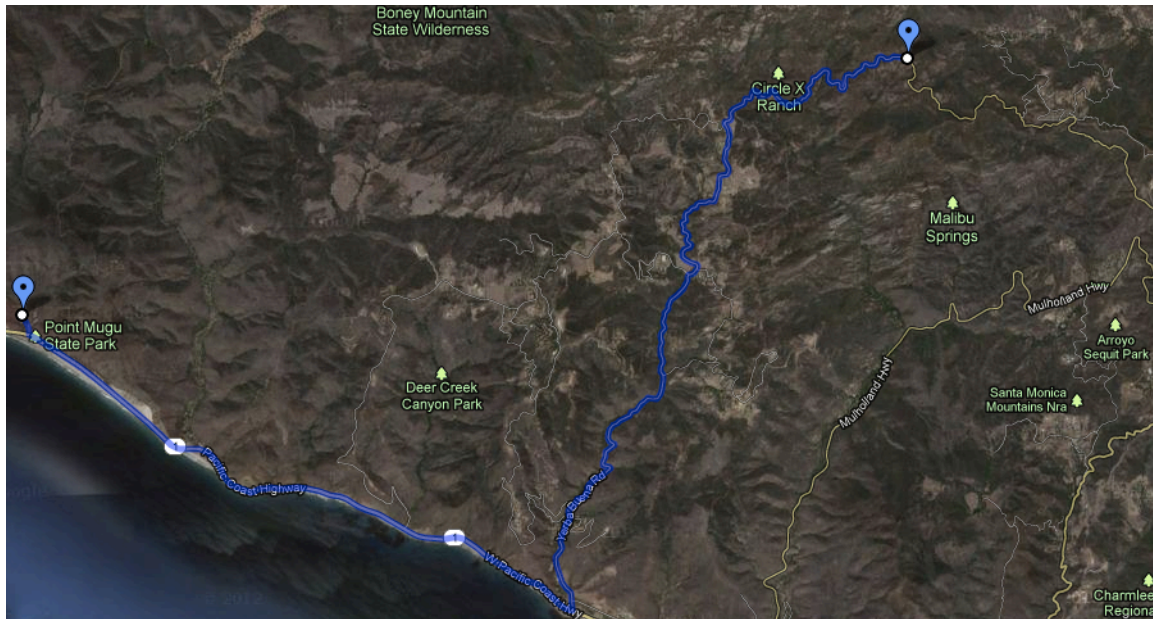 Boney Mountain
State Wilderness
Circle X
Ranch
Malibu
Springs
Mulholland Hwy
Point Mugu
State Park
Arroyo
Sequit Park
Deer Creek
Canyon Park
Mulholland Hwy
Santa Monica
Mountains Nra
1
Pacific Coast Highway
Yerba Buena Rd
1
W Pacific Coast Hwy
Charmlee
Regiona